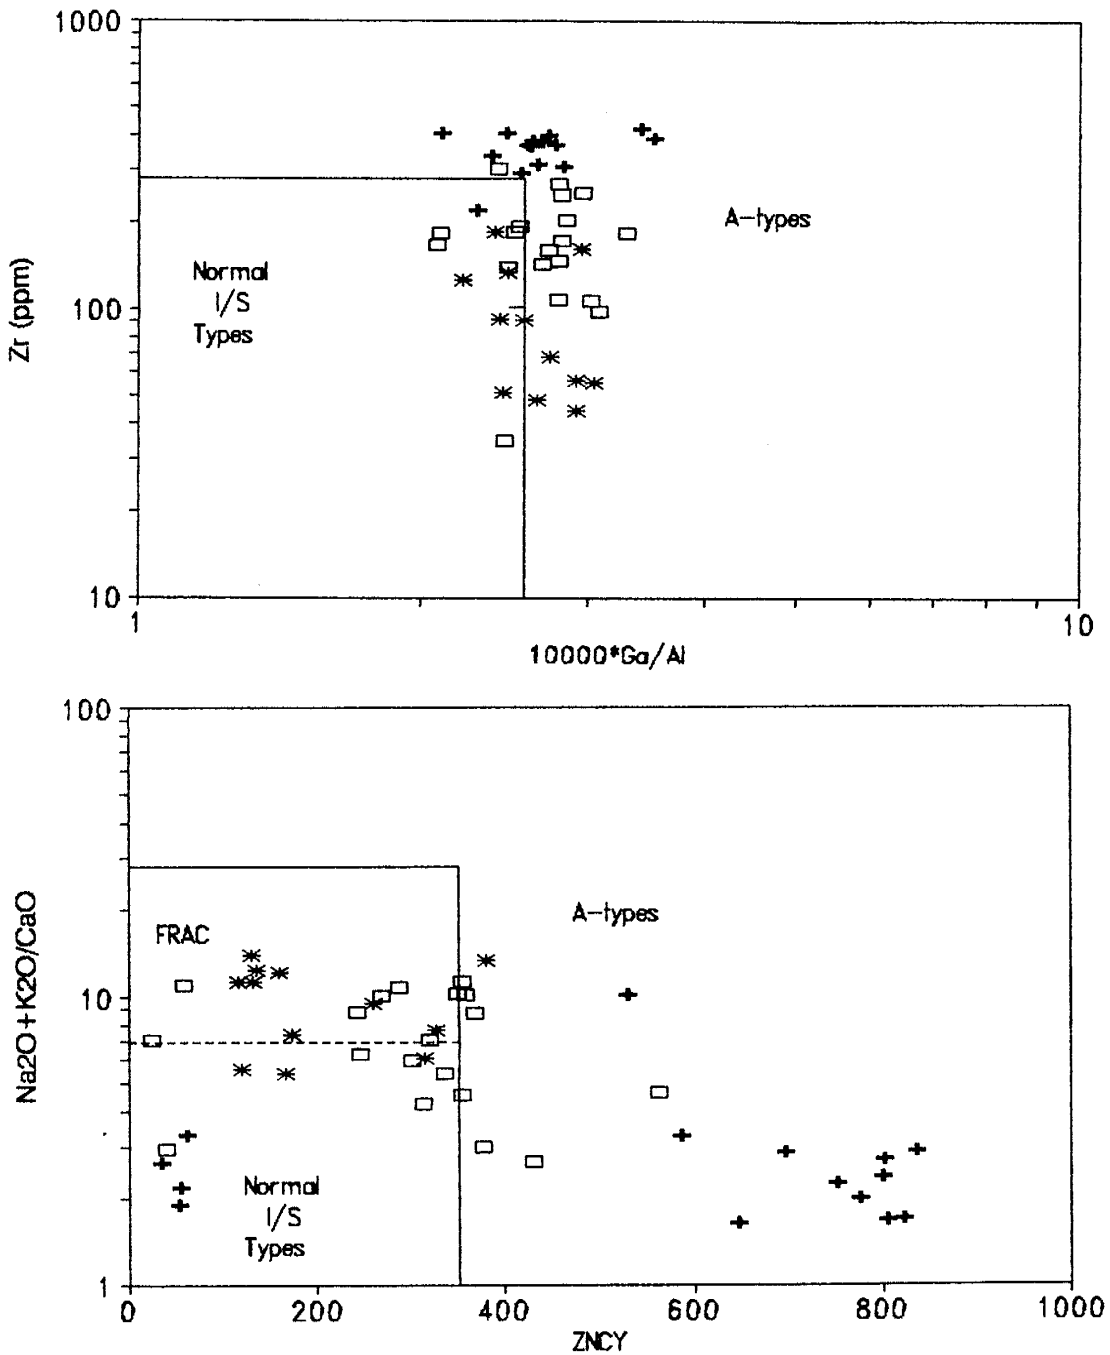 1000
100
10
Zr (ppm)
Normal
I/S
Types
A-types
1
10
10000*Ga/Al
100
10
1
Na2O+K2O/CaO
FRAC
A-types
Normal
I/S
Types
0
200
400
600
800
1000
ZNCY